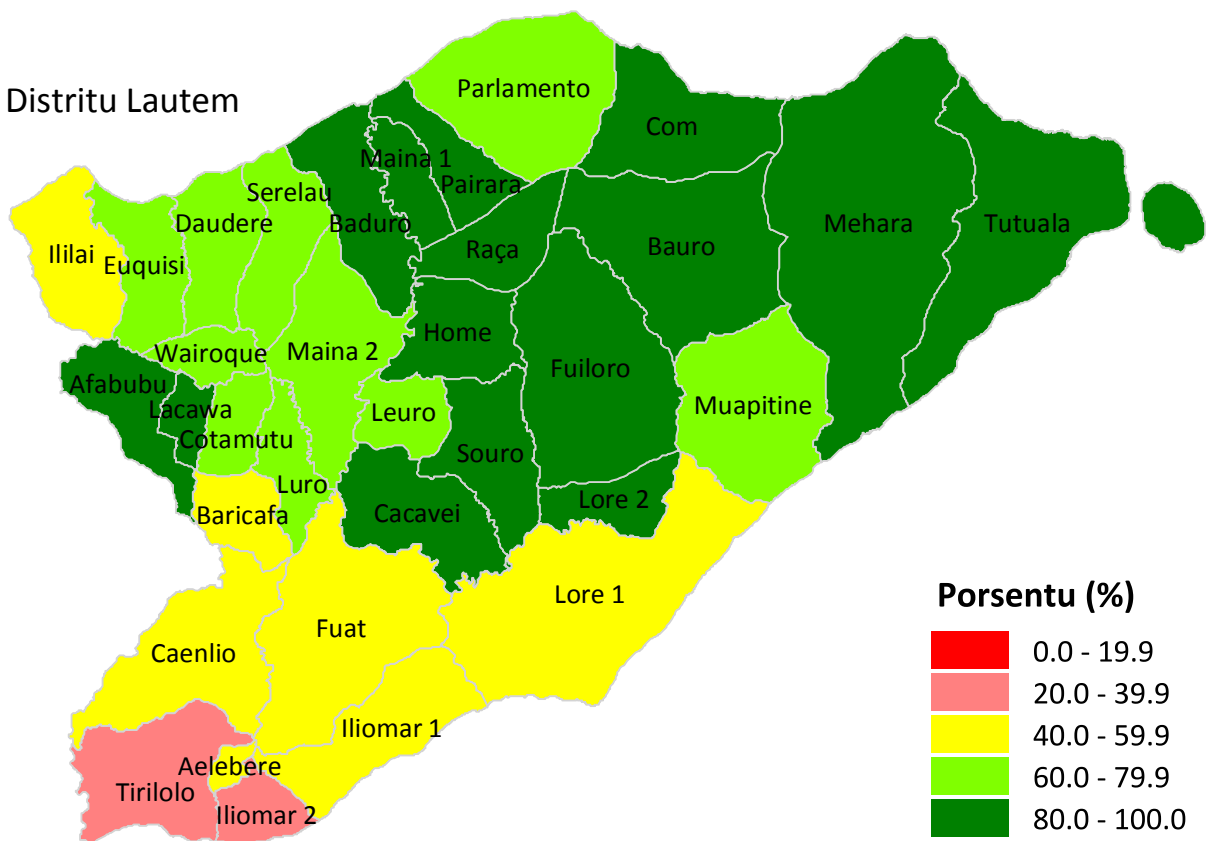 Distritu Lautem
Parlamento
Com
Maina 1
Pairara
Serelau
Daudere
Baduro
Mehara
Tutuala
Ililai
Euquisi
Raça
Bauro
Home
Wairoque
Maina 2
Fuiloro
Afabubu
Lacawa
Leuro
Muapitine
Cotamutu
Souro
Luro
Lore 2
Baricafa
Cacavei
Lore 1
Fuat
Caenlio
Iliomar 1
Aelebere
Tirilolo
Iliomar 2
Porsentu (%)
0.0 - 19.9
20.0 - 39.9
40.0 - 59.9
60.0 - 79.9
80.0 - 100.0